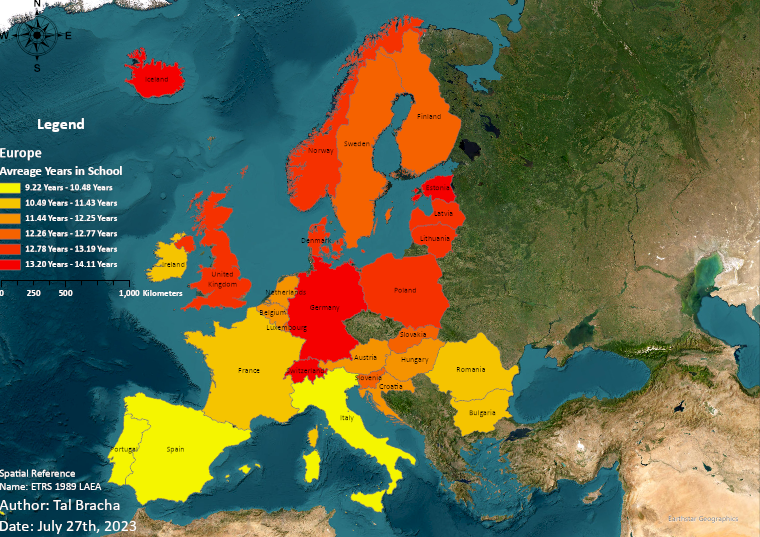 N
W
E
S
Iceland
Legend
Europe
Avreage Years in School
9.22 Years - 10.48 Years
10.49 Years - 11.43 Years
11.44 Years - 12.25 Years
12.26 Years - 12.77 Years
12.78 Years - 13.19 Years
13.20 Years - 14.11 Years
0 250 500 1,000 Kilometers
Finland
Sweden
Norway
Estonia
Latvia
Lithuania
Denmark
Ireland
United
Kingdom
Netherlands
Belgium
Luxembourg
Germany
Poland
Slovakia
France
Switzerland
Austria
Hungary
Slovenia
Croatia
Romania
Bulgaria
Italy
Portugal
Spain
Spatial Reference
Name: ETRS 1989 LAEA
Author: Tal Bracha
Date: July 27th, 2023
Earthstar Geographics